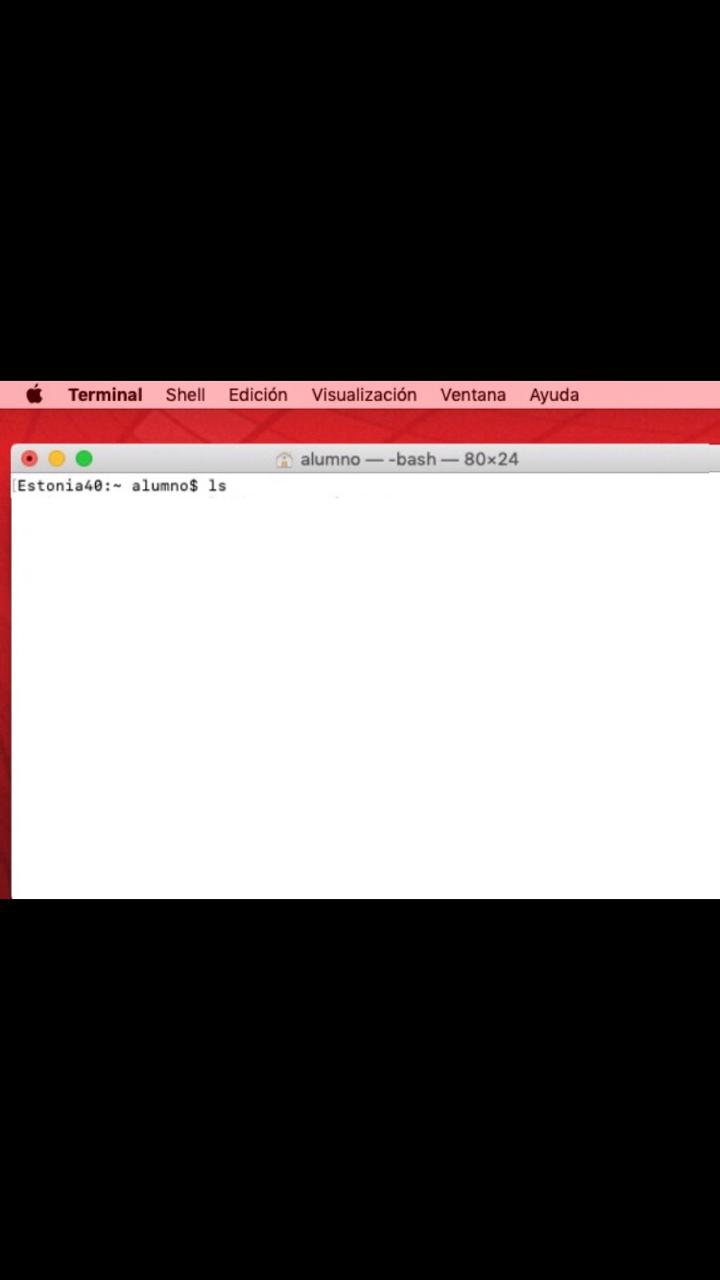 Terminal Shell Edición Visualización Ventana Ayuda
alumno — -bash — 80×24
[Estonia40:~ alumno$ ls